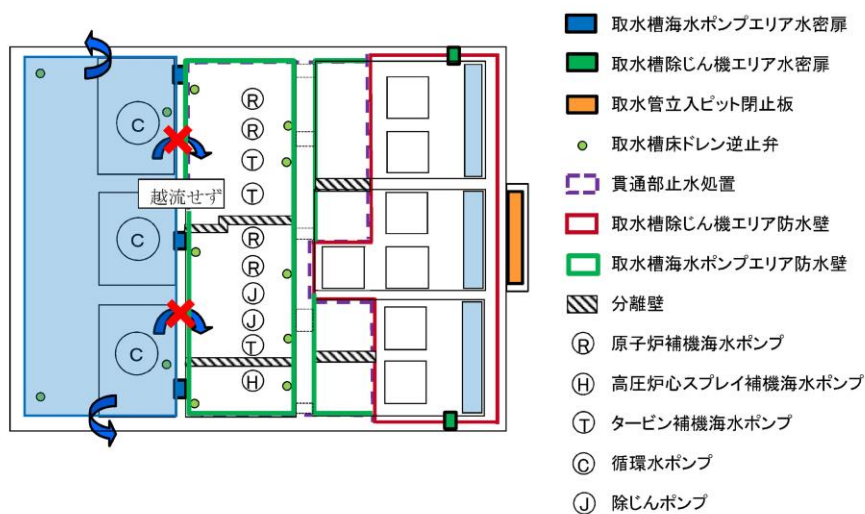 取水槽海水ポンプエリア水密扉
取水槽除じん機エリア水密扉
取水管立入ピット閉止板
取水槽床ドレン逆止弁
貫通部止水処置
取水槽除じん機エリア防水壁
取水槽海水ポンプエリア防水壁
分離壁
Ⓡ 原子炉補機海水ポンプ
Ⓗ 高圧炉心スプレイ補機海水ポンプ
Ⓣ タービン補機海水ポンプ
Ⓒ 循環水ポンプ
Ⓙ 除じんポンプ
Ⓒ
Ⓒ
Ⓒ
越流せず
Ⓡ
Ⓡ
Ⓣ
Ⓣ
Ⓡ
Ⓡ
Ⓙ
Ⓙ
Ⓣ
Ⓗ